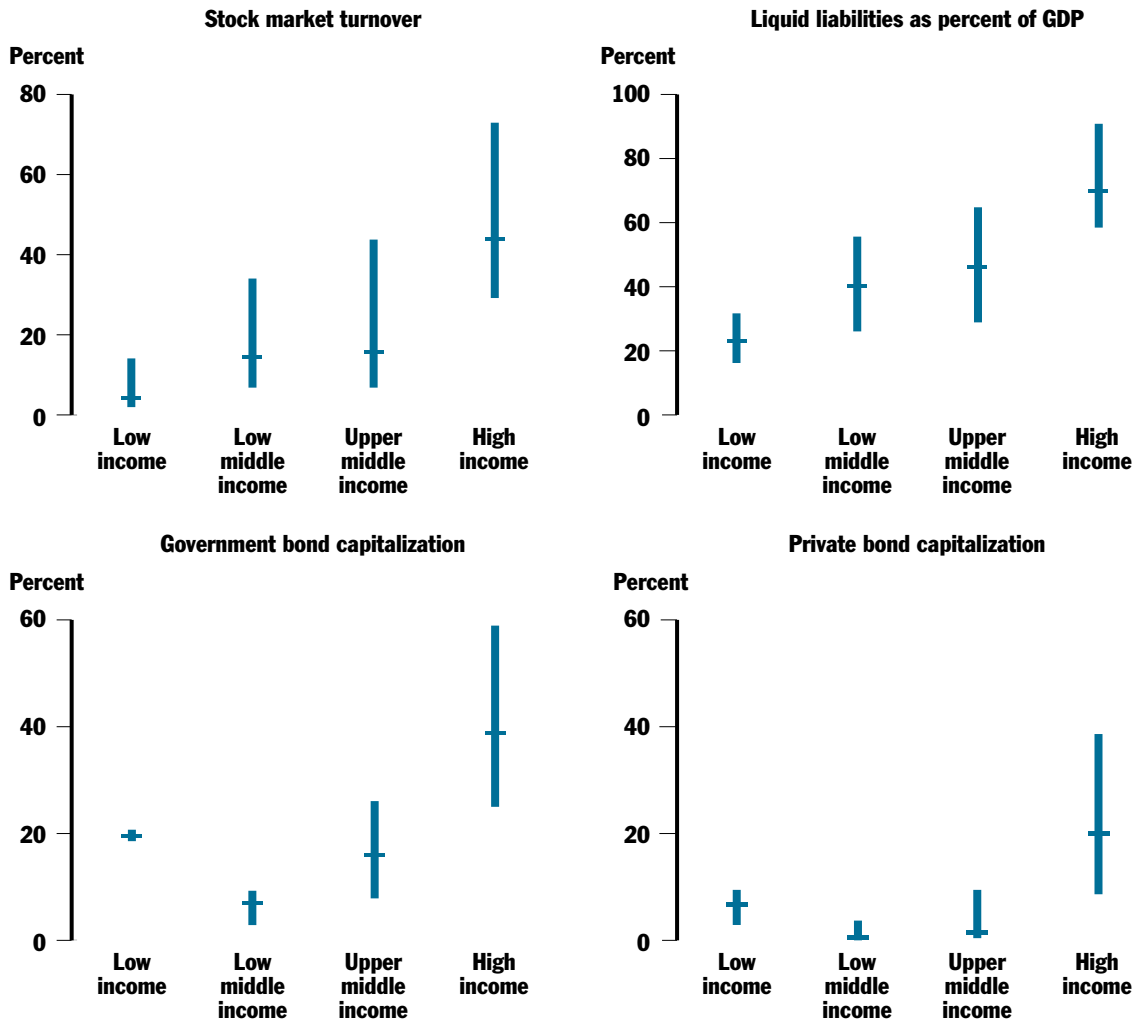 Stock market turnover
Percent
80
60
40
20
0
Low
income
Low
middle
income
Upper
middle
income
High
income
Liquid liabilities as percent of GDP
Percent
100
80
60
40
20
0
Low
income
Low
middle
income
Upper
middle
income
High
income
Government bond capitalization
Percent
60
40
20
0
Low
income
Low
middle
income
Upper
middle
income
High
income
Private bond capitalization
Percent
60
40
20
0
Low
income
Low
middle
income
Upper
middle
income
High
income